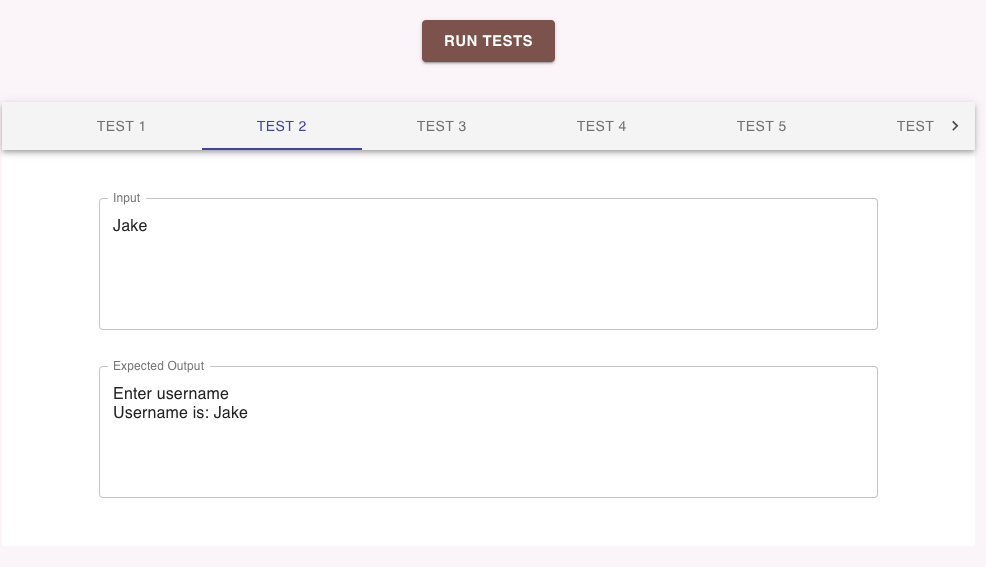 RUN TESTS
TEST 1 TEST 2 TEST 3 TEST 4 TEST 5 TEST
Input
Jake
Expected Output
Enter username
Username is: Jake